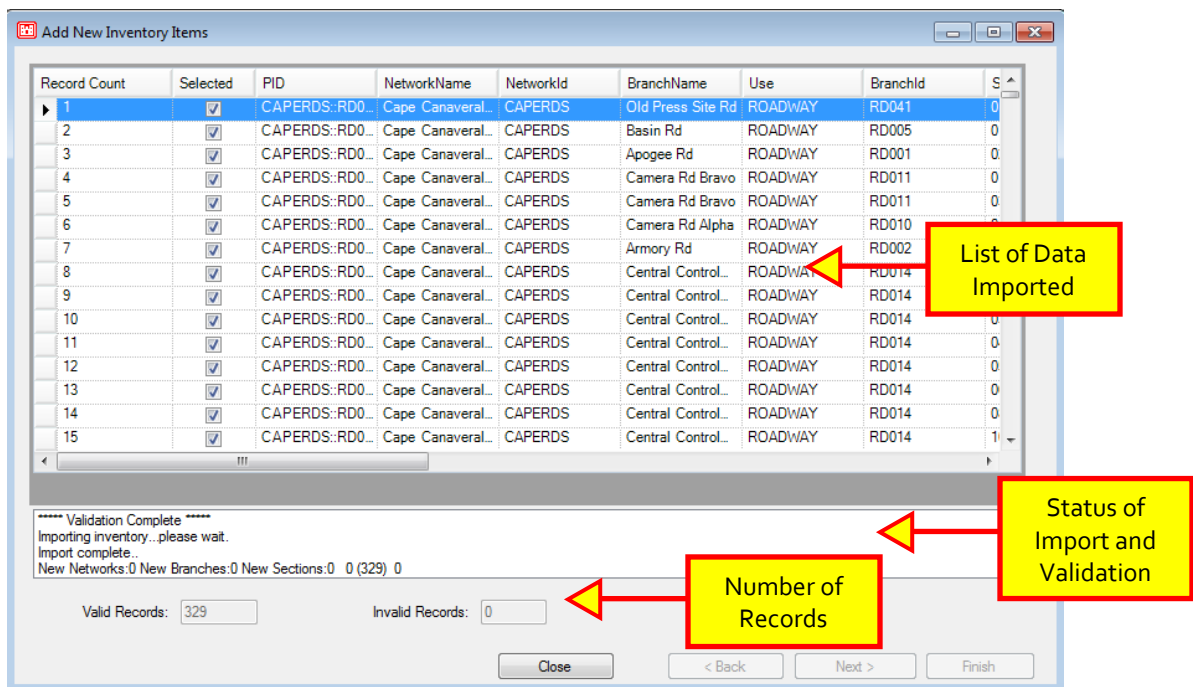 Add New Inventory Items
Record Count Selected PID NetworkName NetworkId BranchName Use BranchId S
1 CAPERDS::RD0... Cape Canaveral... CAPERDS Old Press Site Rd ROADWAY RD041 0
2 CAPERDS::RD0... Cape Canaveral... CAPERDS Basin Rd ROADWAY RD005 0
3 CAPERDS::RD0... Cape Canaveral... CAPERDS Apogee Rd ROADWAY RD001 0
4 CAPERDS::RD0... Cape Canaveral... CAPERDS Camera Rd Bravo ROADWAY RD011 0
5 CAPERDS::RD0... Cape Canaveral... CAPERDS Camera Rd Bravo ROADWAY RD011 0
6 CAPERDS::RD0... Cape Canaveral... CAPERDS Camera Rd Alpha ROADWAY RD010
7 CAPERDS::RD0... Cape Canaveral... CAPERDS Armory Rd ROADWAY RD002
8 CAPERDS::RD0... Cape Canaveral... CAPERDS Central Control... ROADWAY RD014
9 CAPERDS::RD0... Cape Canaveral... CAPERDS Central Control... ROADWAY RD014
10 CAPERDS::RD0... Cape Canaveral... CAPERDS Central Control... ROADWAY RD014 0
11 CAPERDS::RD0... Cape Canaveral... CAPERDS Central Control... ROADWAY RD014 0
12 CAPERDS::RD0... Cape Canaveral... CAPERDS Central Control... ROADWAY RD014 0
13 CAPERDS::RD0... Cape Canaveral... CAPERDS Central Control... ROADWAY RD014 0
14 CAPERDS::RD0... Cape Canaveral... CAPERDS Central Control... ROADWAY RD014 0
15 CAPERDS::RD0... Cape Canaveral... CAPERDS Central Control... ROADWAY RD014 1
List of Data
Imported
***** Validation Complete *****
Importing inventory...please wait.
Import complete..
New Networks:0 New Branches:0 New Sections:0 0 (329) 0
Status of
Import and
Validation
Valid Records: 329 Invalid Records: 0
Number of
Records
Close < Back Next > Finish